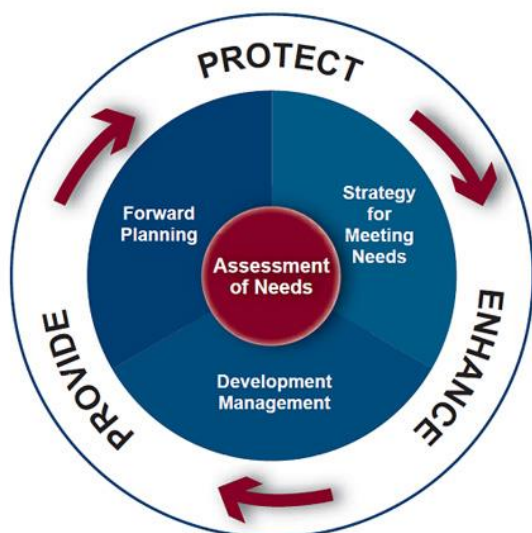 PROTECT
Forward
Planning
Strategy
for
Meeting
Needs
Assessment
of Needs
Development
Management
ENHANCE
PROVIDE